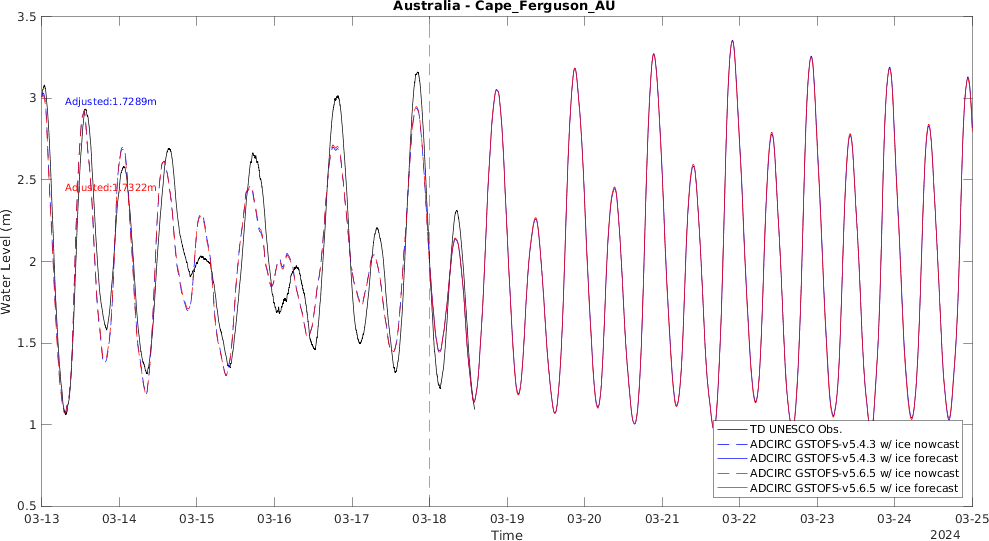 Australia - Cape_Ferguson_AU
3.5
3
2.5
2
1.5
1
0.5
Water Level (m)
Adjusted:1.7289m
Adjusted:1.7322m
TD UNESCO Obs.
ADCIRC GSTOFS-v5.4.3 w/ ice nowcast
ADCIRC GSTOFS-v5.4.3 w/ ice forecast
ADCIRC GSTOFS-v5.6.5 w/ ice nowcast
ADCIRC GSTOFS-v5.6.5 w/ ice forecast
03-13 03-14 03-15 03-16 03-17 03-18 03-19 03-20 03-21 03-22 03-23 03-24 03-25
Time
2024